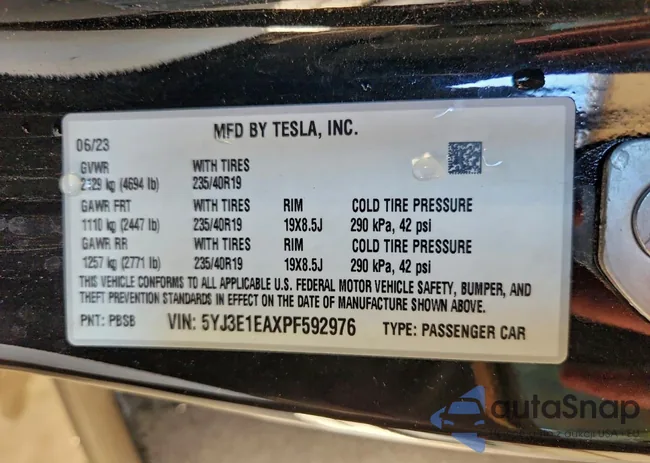 MFD BY TESLA, INC.
06/23
GVWR WITH TIRES
2129 kg (4694 lb) 235/40R19
GAWR FRT WITH TIRES RIM COLD TIRE PRESSURE
1110 kg (2447 lb) 235/40R19 19X8.5J 290 kPa, 42 psi
GAWR RR WITH TIRES RIM COLD TIRE PRESSURE
1257 kg (2771 lb) 235/40R19 19X8.5J 290 kPa, 42 psi
THIS VEHICLE CONFORMS TO ALL APPLICABLE U.S. FEDERAL MOTOR VEHICLE SAFETY, BUMPER, AND
THEFT PREVENTION STANDARDS IN EFFECT ON THE DATE OF MANUFACTURE SHOWN ABOVE.
PNT: PBSB VIN: 5YJ3E1EAXPF592976 TYPE: PASSENGER CAR
autoSnap